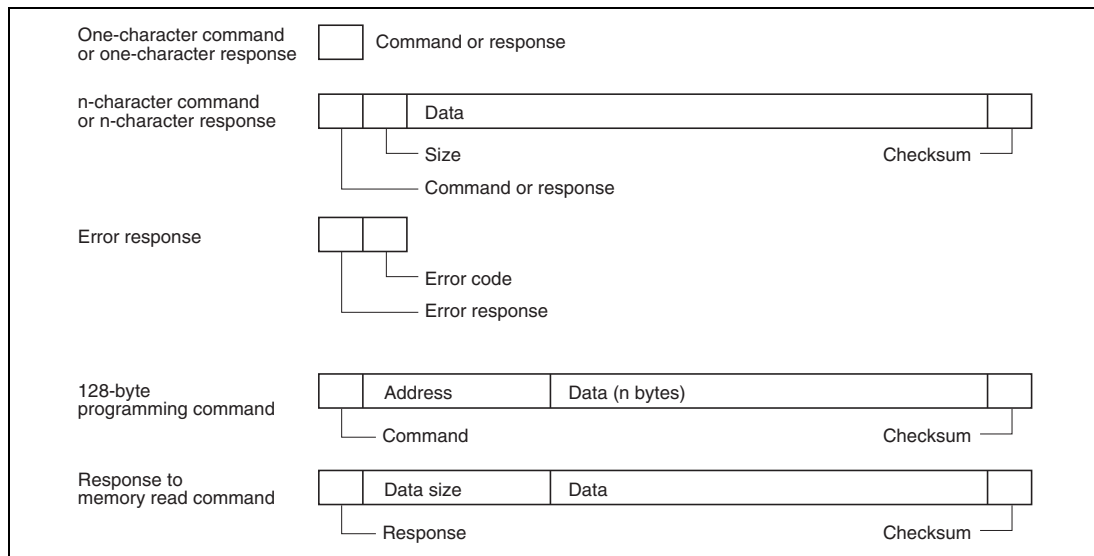 One-character command
or one-character response
Command or response
n-character command
or n-character response
Data
Size
Checksum
Command or response
Error response
Error code
Error response
128-byte
programming command
Address
Data (n bytes)
Command
Checksum
Response to
memory read command
Data size
Data
Response
Checksum